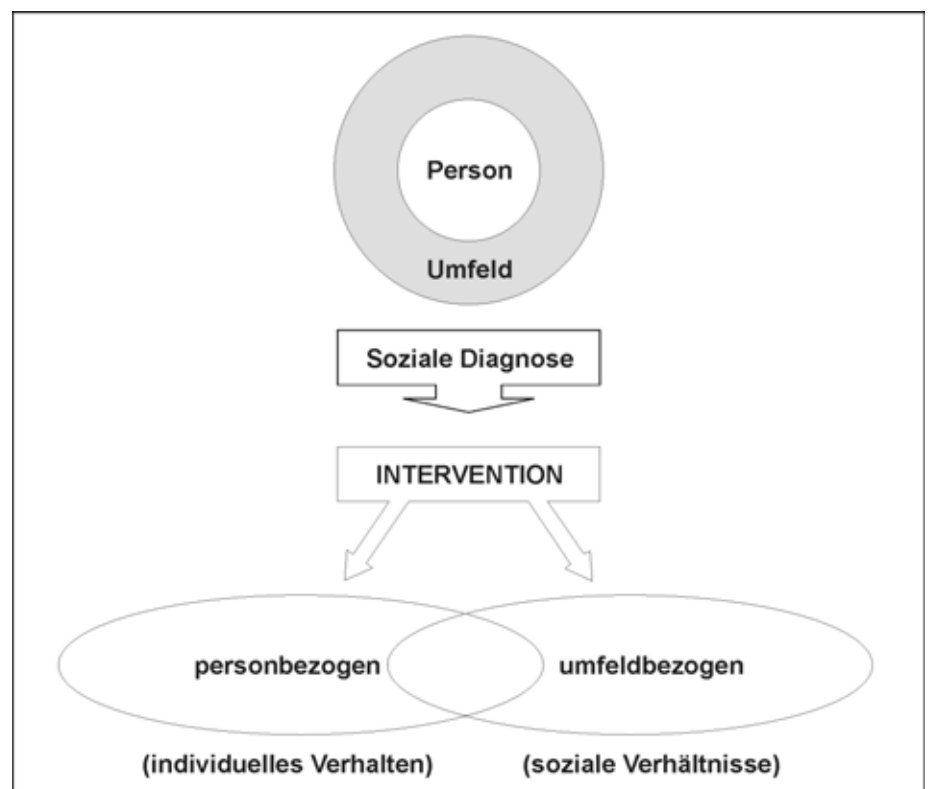 Person
Umfeld
Soziale Diagnose
INTERVENTION
personbezogen
umfeldbezogen
(individuelles Verhalten)
(soziale Verhältnisse)